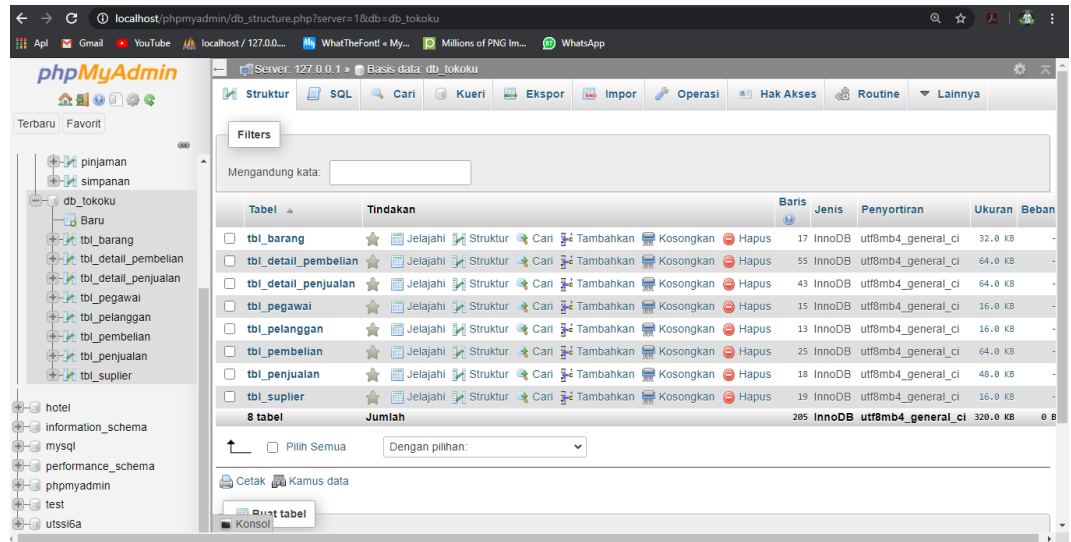 localhost/phpmyadmin/db_structure.php?server=1&db=db_tokoku
Apl Gmail YouTube localhost / 127.0.0.... WhatTheFont! « My... Millions of PNG Im... WhatsApp
phpMyAdmin
Terbaru Favorit
pinjaman
simpanan
db_tokoku
Baru
tbl_barang
tbl_detail_pembelian
tbl_detail_penjualan
tbl_pegawai
tbl_pelanggan
tbl_pembelian
tbl_penjualan
tbl_suplier
hotel
information_schema
mysql
performance_schema
phpmyadmin
test
utssi6a
Server: 127.0.0.1 » Basis data: db_tokoku
Struktur SQL Cari Kueri Ekspor Impor Operasi Hak Akses Routine Lainnya
Filters
Mengandung kata:
Tabel Tindakan Baris Jenis Penyortiran Ukuran Beban
tbl_barang Jelajahi Struktur Cari Tambahkan Kosongkan Hapus 17 InnoDB utf8mb4_general_ci 32.0 KB -
tbl_detail_pembelian Jelajahi Struktur Cari Tambahkan Kosongkan Hapus 55 InnoDB utf8mb4_general_ci 64.0 KB -
tbl_detail_penjualan Jelajahi Struktur Cari Tambahkan Kosongkan Hapus 43 InnoDB utf8mb4_general_ci 64.0 KB -
tbl_pegawai Jelajahi Struktur Cari Tambahkan Kosongkan Hapus 15 InnoDB utf8mb4_general_ci 16.0 KB -
tbl_pelanggan Jelajahi Struktur Cari Tambahkan Kosongkan Hapus 13 InnoDB utf8mb4_general_ci 16.0 KB -
tbl_pembelian Jelajahi Struktur Cari Tambahkan Kosongkan Hapus 25 InnoDB utf8mb4_general_ci 64.0 KB -
tbl_penjualan Jelajahi Struktur Cari Tambahkan Kosongkan Hapus 18 InnoDB utf8mb4_general_ci 48.0 KB -
tbl_suplier Jelajahi Struktur Cari Tambahkan Kosongkan Hapus 19 InnoDB utf8mb4_general_ci 16.0 KB -
8 tabel Jumlah 205 InnoDB utf8mb4_general_ci 320.0 KB 0 B
Pilih Semua Dengan pilihan:
Cetak Kamus data
Buat tabel
Konsol